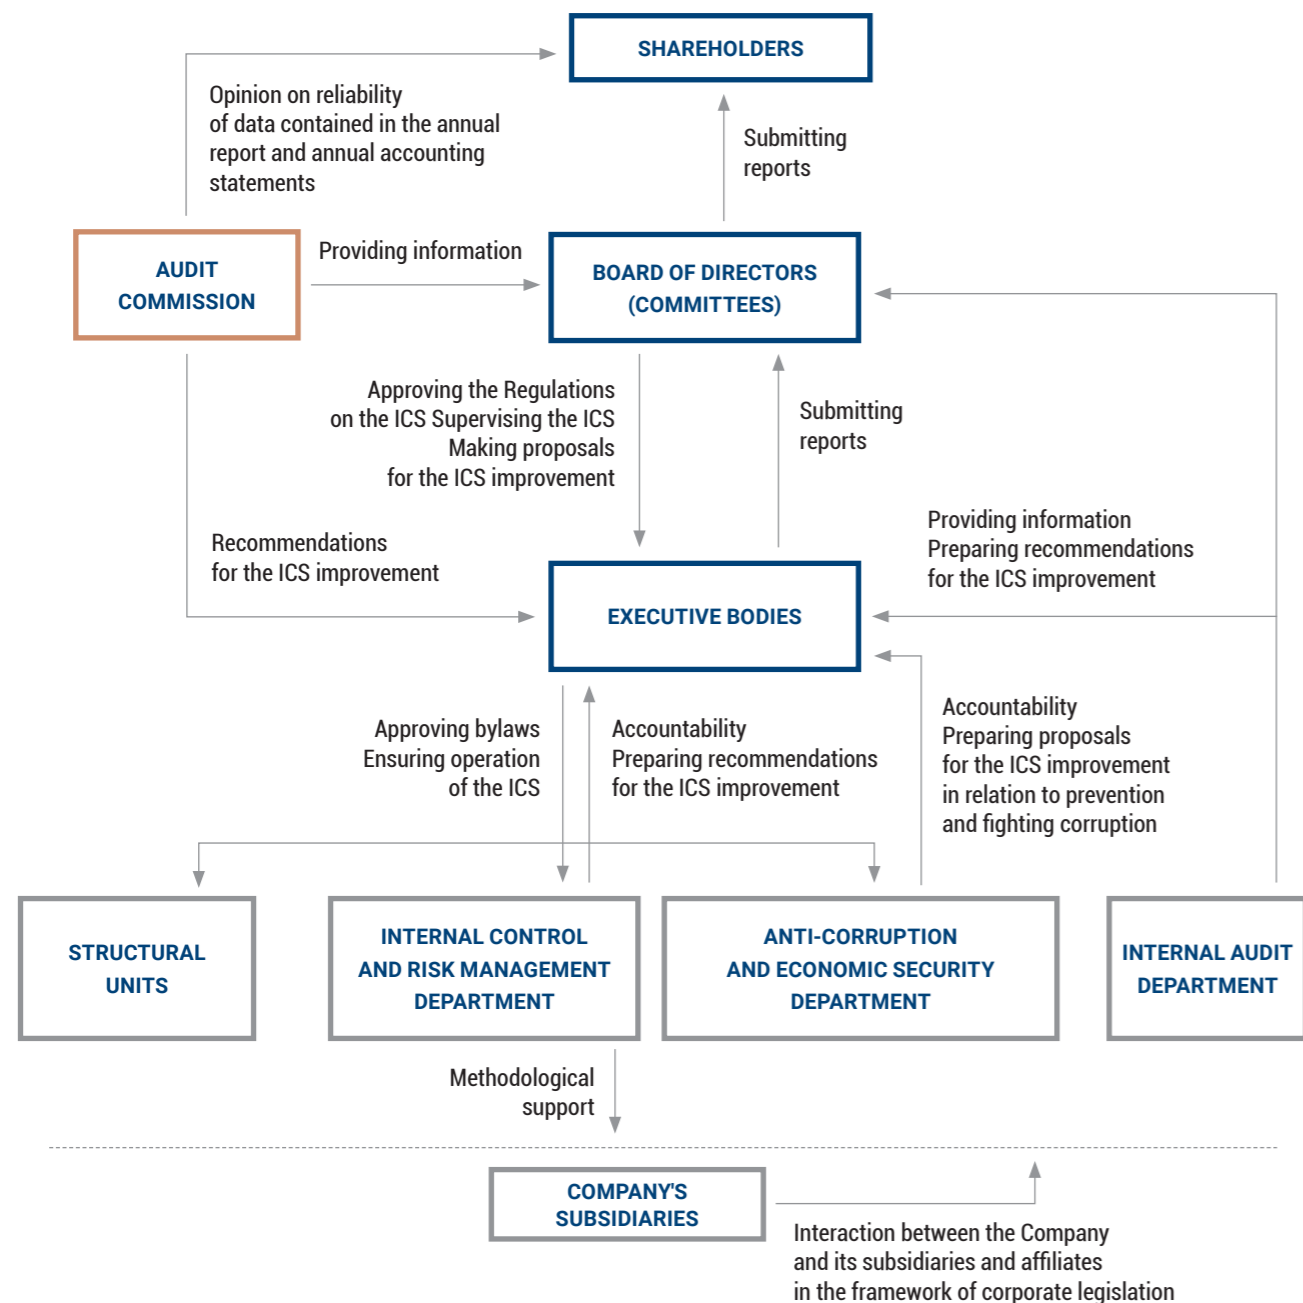 SHAREHOLDERS
Opinion on reliability
of data contained in the annual
report and annual accounting
statements
Submitting
reports
AUDIT
COMMISSION
Providing information
BOARD OF DIRECTORS
(COMMITTEES)
Approving the Regulations
on the ICS Supervising the ICS
Making proposals
for the ICS improvement
Submitting
reports
Recommendations
for the ICS improvement
Providing information
Preparing recommendations
for the ICS improvement
EXECUTIVE BODIES
Approving bylaws
Ensuring operation
of the ICS
Accountability
Preparing recommendations
for the ICS improvement
Accountability
Preparing proposals
for the ICS improvement
in relation to prevention
and fighting corruption
STRUCTURAL
UNITS
INTERNAL CONTROL
AND RISK MANAGEMENT
DEPARTMENT
ANTI-CORRUPTION
AND ECONOMIC SECURITY
DEPARTMENT
INTERNAL AUDIT
DEPARTMENT
Methodological
support
COMPANY'S
SUBSIDIARIES
Interaction between the Company
and its subsidiaries and affiliates
in the framework of corporate legislation